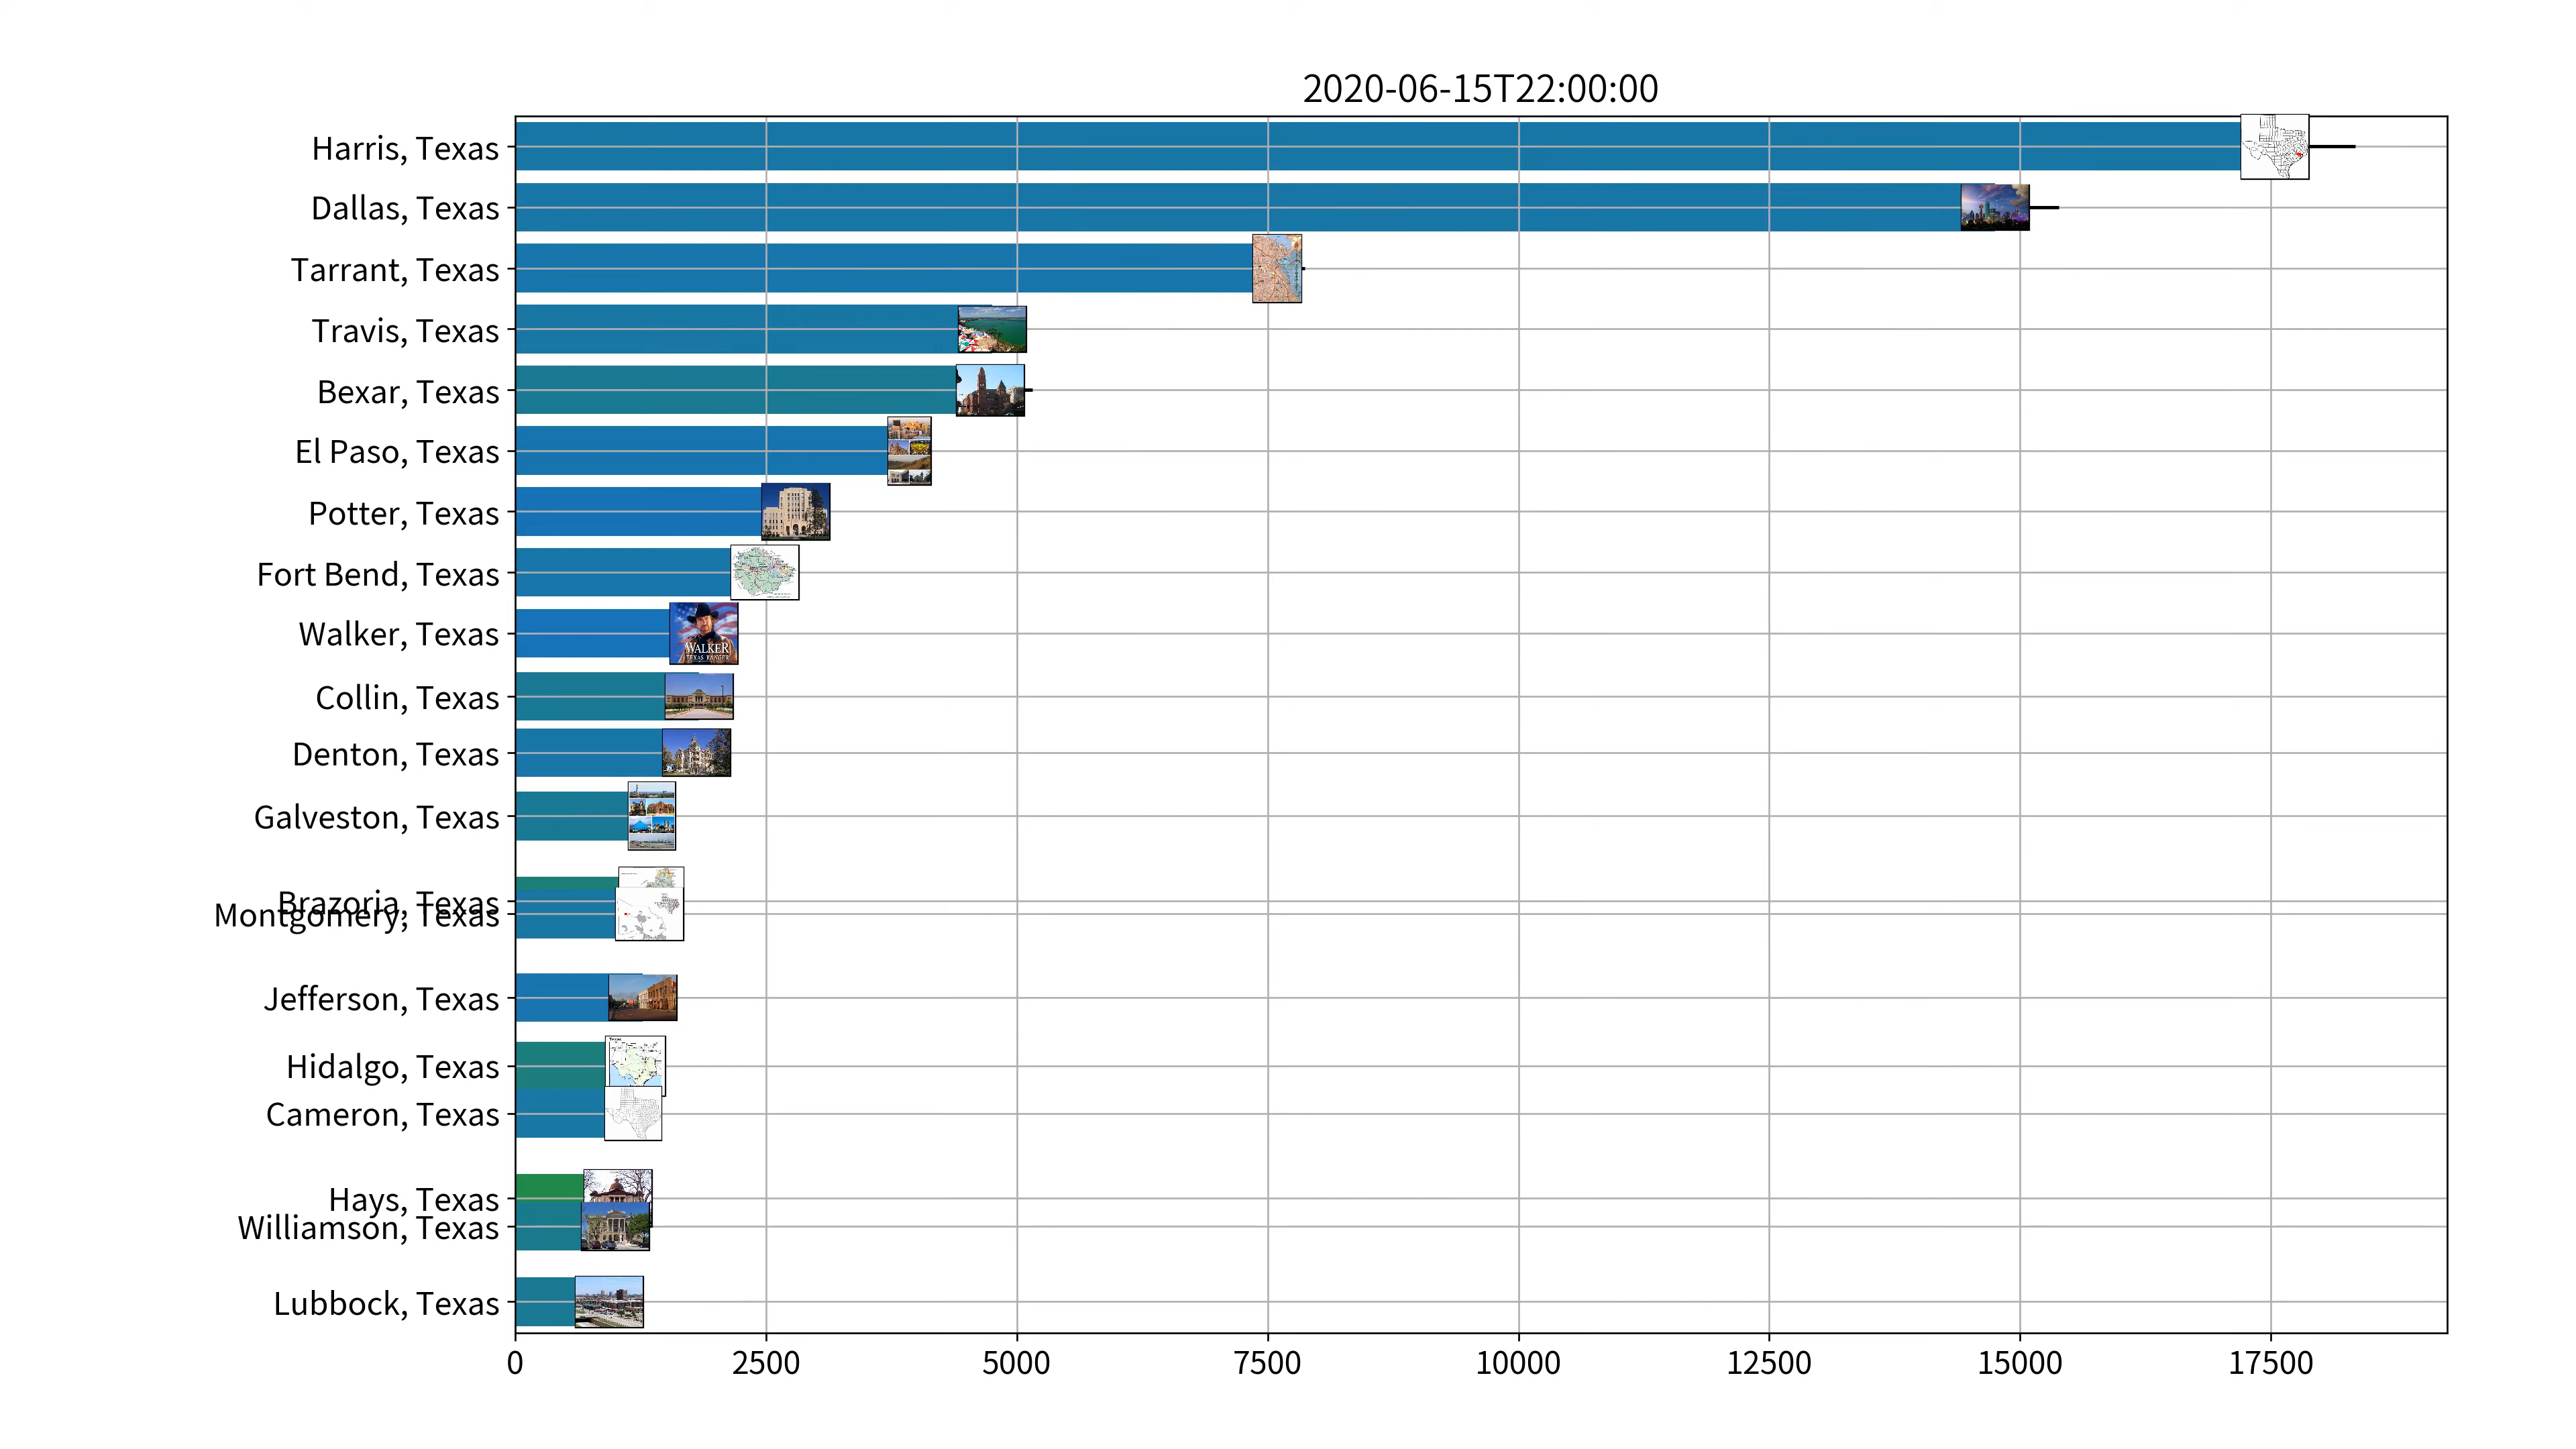 2020-06-15T22:00:00
Harris, Texas
Dallas, Texas
Tarrant, Texas
Travis, Texas
Bexar, Texas
El Paso, Texas
Potter, Texas
Fort Bend, Texas
Walker, Texas
WALKER
TEXAS RANGER
Collin, Texas
Denton, Texas
Galveston, Texas
Brazoria, Texas
Montgomery, Texas
Jefferson, Texas
Hidalgo, Texas
Cameron, Texas
Hays, Texas
Williamson, Texas
Lubbock, Texas
0 2500 5000 7500 10000 12500 15000 17500